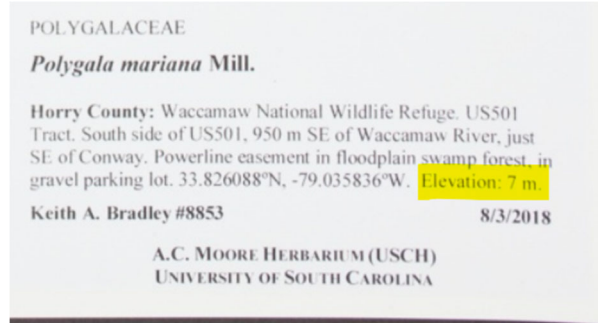 POLYGALACEAE
Polygala mariana Mill.
Horry County: Waccamaw National Wildlife Refuge. US501
Tract. South side of US501, 950 m SE of Waccamaw River, just
SE of Conway. Powerline easement in floodplain swamp forest, in
gravel parking lot. 33.826088ºN, -79.035836ºW. Elevation: 7 m.
Keith A. Bradley #8853 8/3/2018
A.C. MOORE HERBARIUM (USCH)
UNIVERSITY OF SOUTH CAROLINA